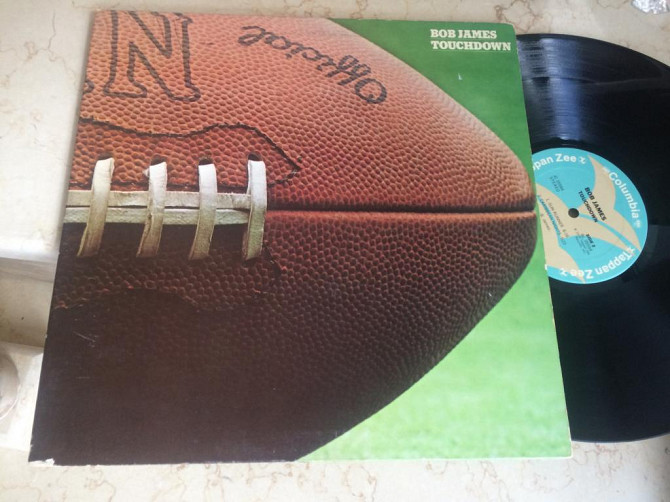 BOB JAMES
TOUCHDOWN
Official
N
Tappan Zee
Columbia
BOB JAMES
TOUCHDOWN
Tappan Zee